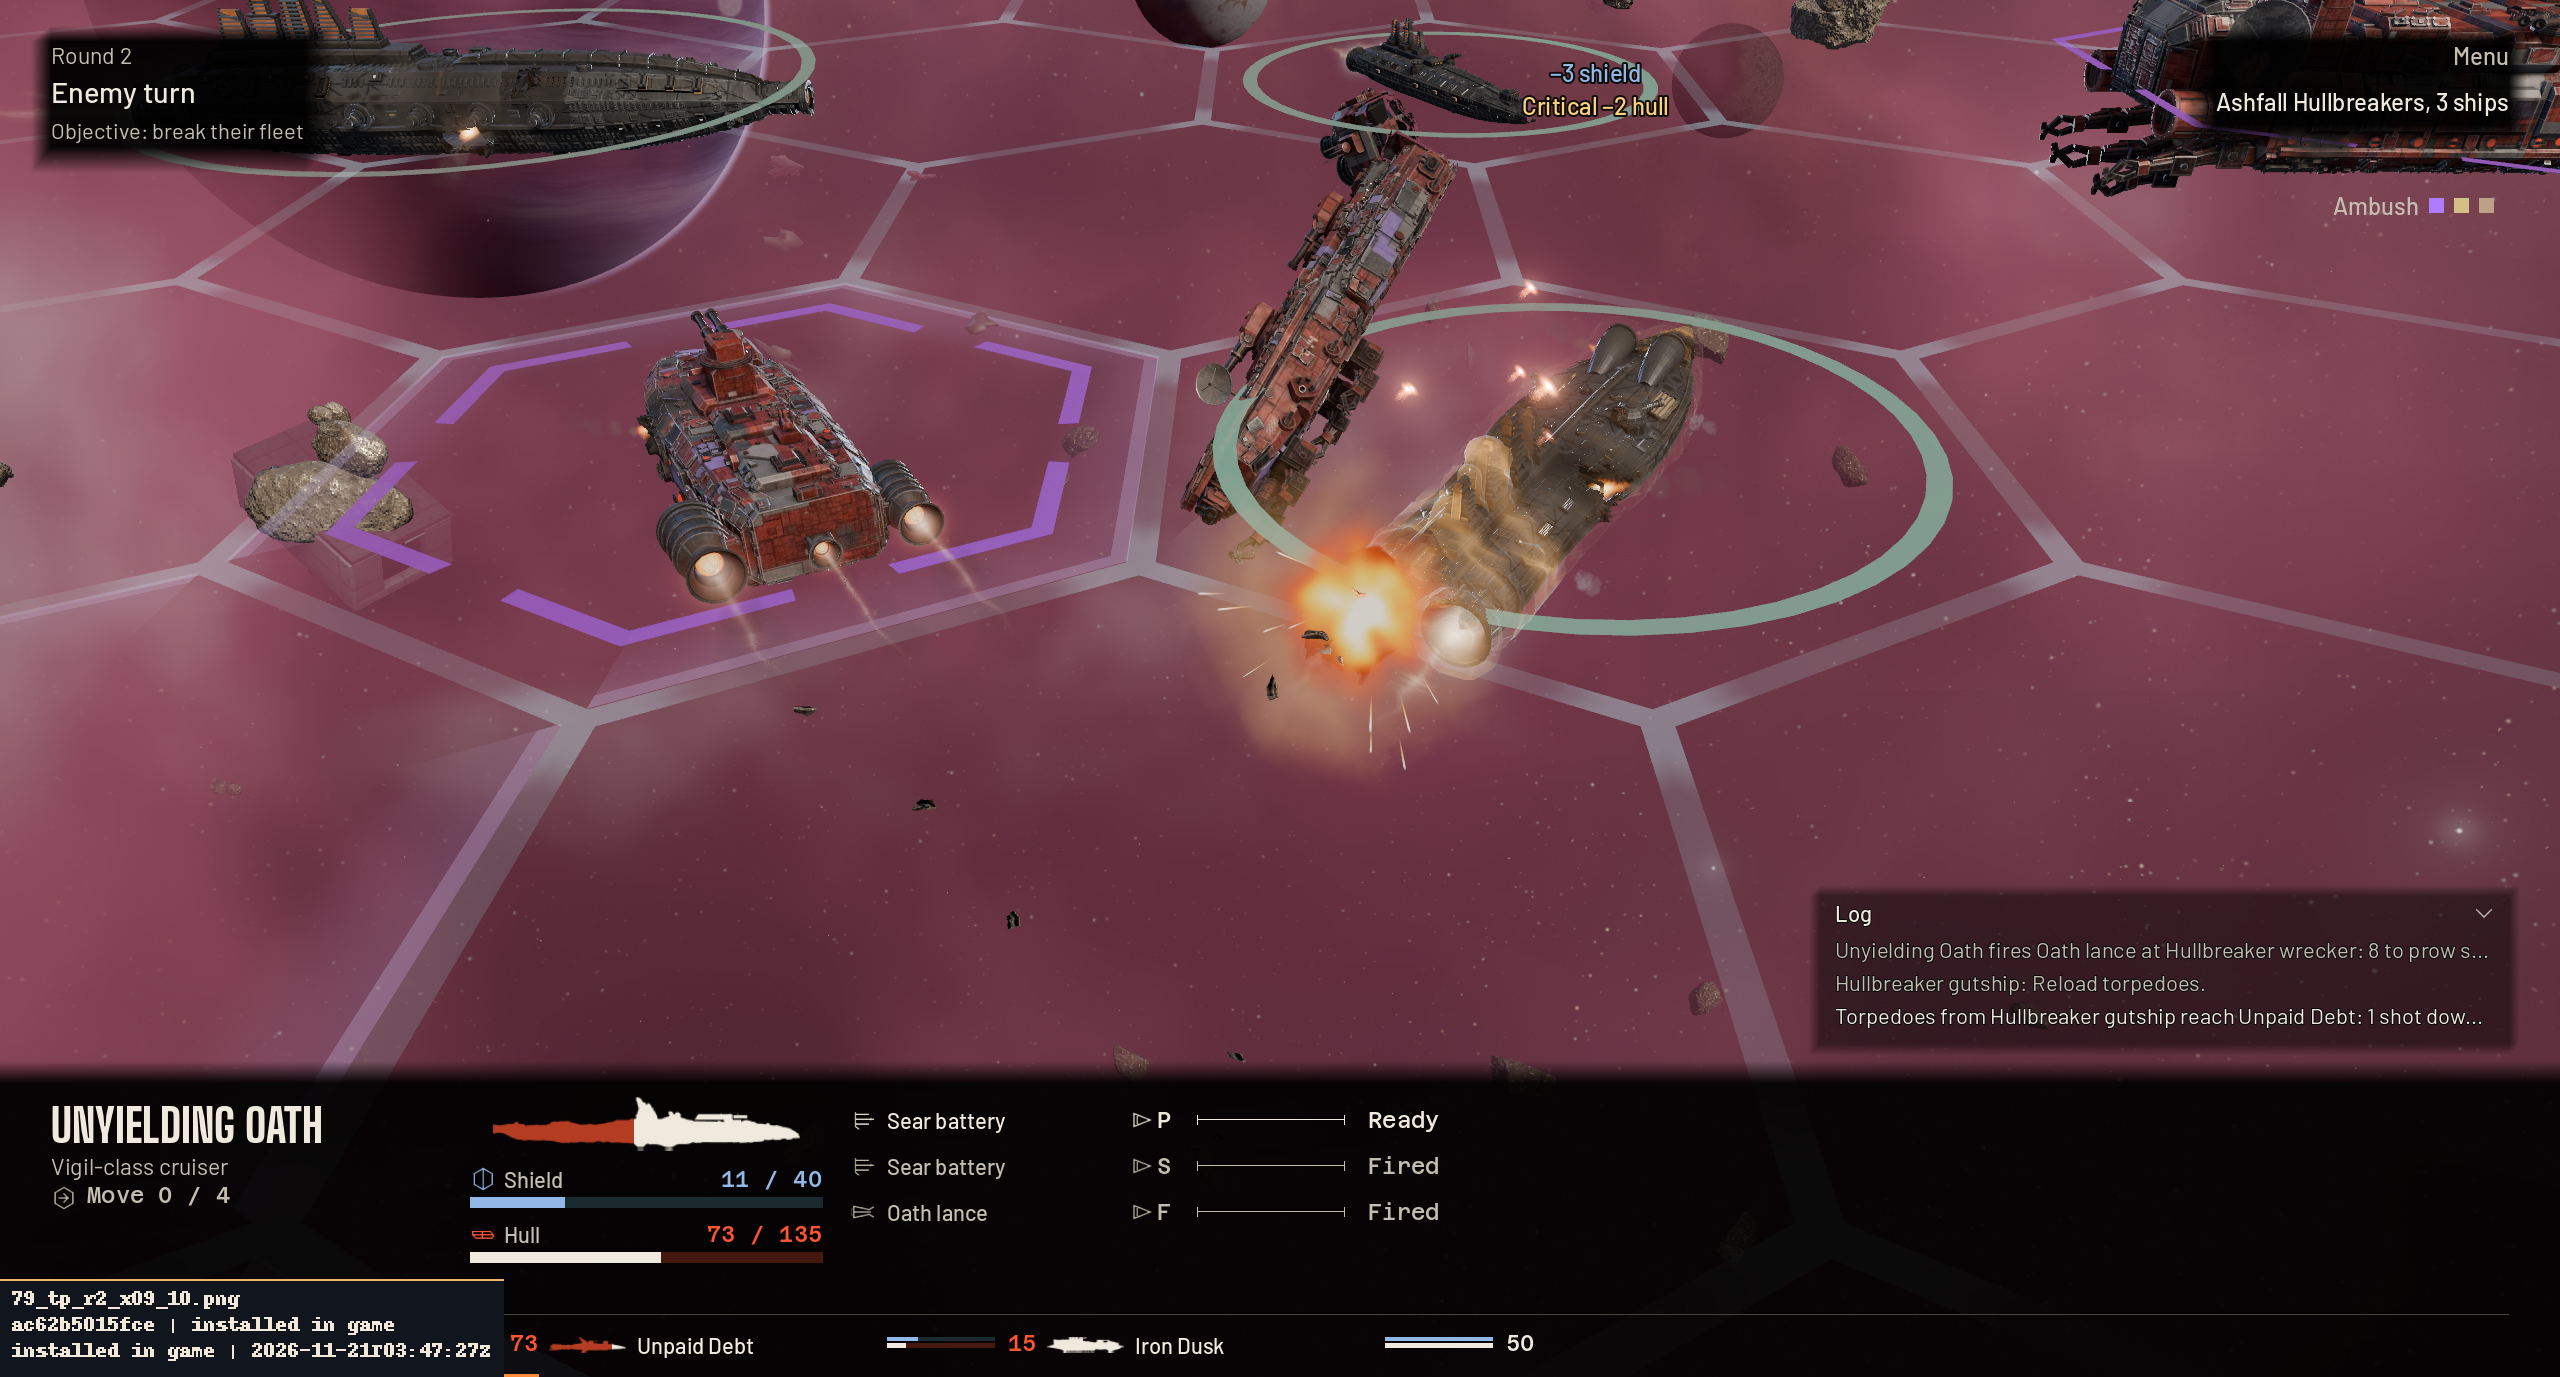 Round 2
Enemy turn
Objective: break their fleet
-3 shield
Critical -2 hull
Menu
Ashfall Hullbreakers, 3 ships
Ambush
Log
Unyielding Oath fires Oath lance at Hullbreaker wrecker: 8 to prow s...
Hullbreaker gutship: Reload torpedoes.
Torpedoes from Hullbreaker gutship reach Unpaid Debt: 1 shot dow...
UNYIELDING OATH
Vigil-class cruiser
Move 0 / 4
Shield 11 / 40
Hull 73 / 135
Sear battery P Ready
Sear battery S Fired
Oath lance F Fired
79_tp_r2_x09_10.png
ac62b5015fce | installed in game
installed in game | 2026-11-21T03:47:27Z
73 Unpaid Debt 15 Iron Dusk 50